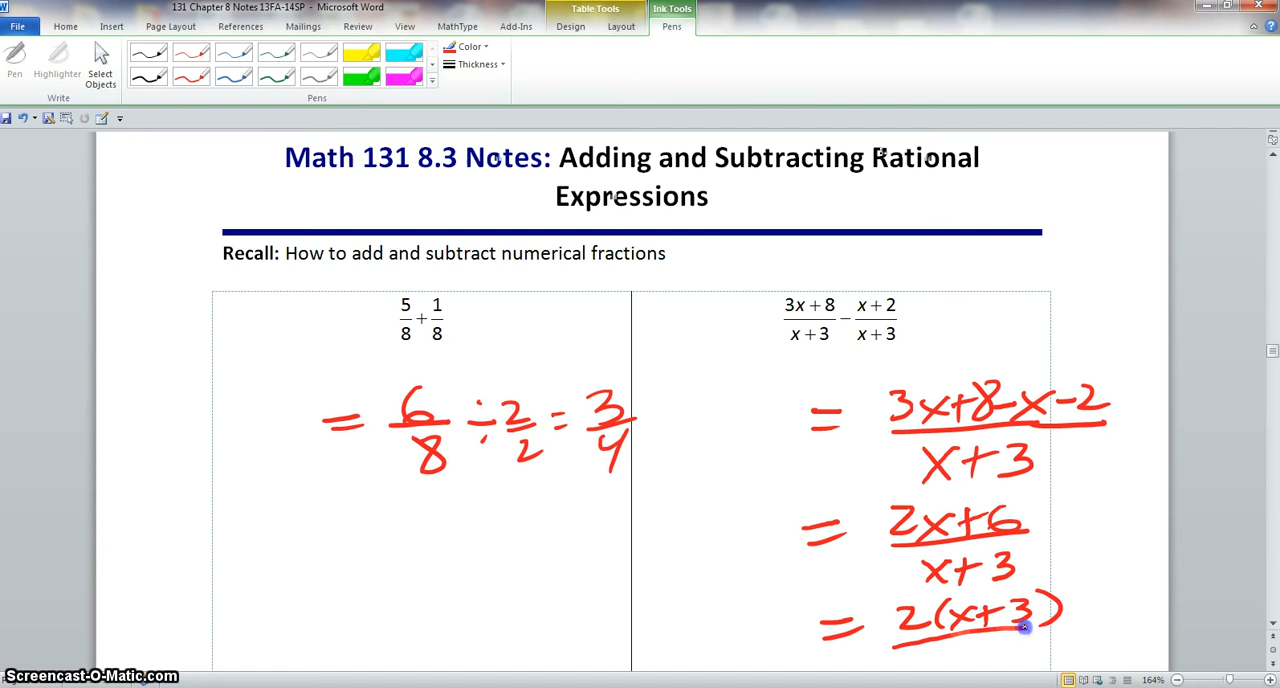 131 Chapter 8 Notes 13FA-14SP - Microsoft Word
Table Tools
Ink Tools
File Home Insert Page Layout References Mailings Review View MathType Add-Ins Design Layout Pens
Pen Highlighter Select Objects
Color
Thickness
Write
Pens
Math 131 8.3 Notes: Adding and Subtracting Rational
Expressions
Recall: How to add and subtract numerical fractions
5/8 + 1/8
(3x+8)/(x+3) − (x+2)/(x+3)
= 6/8 ÷ 2/2 = 3/4
= (3x+8-x-2)/(x+3)
= (2x+6)/(x+3)
= 2(x+3)
Screencast-O-Matic.com
164%